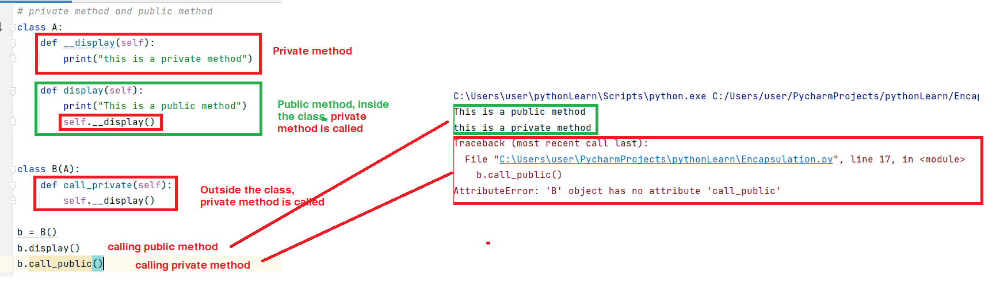 # private method and public method
class A:
def __display(self):
print("this is a private method")
Private method
def display(self):
print("This is a public method")
self.__display()
Public method, inside
the class, private
method is called
class B(A):
def call_private(self):
self.__display()
Outside the class,
private method is called
b = B()
b.display()
calling public method
b.call_public()
calling private method
C:\Users\user\pythonLearn\Scripts\python.exe C:/Users/user/PycharmProjects/pythonLearn/Encap
This is a public method
this is a private method
Traceback (most recent call last):
File "C:\Users\user\PycharmProjects\pythonLearn\Encapsulation.py", line 17, in <module>
b.call_public()
AttributeError: 'B' object has no attribute 'call_public'